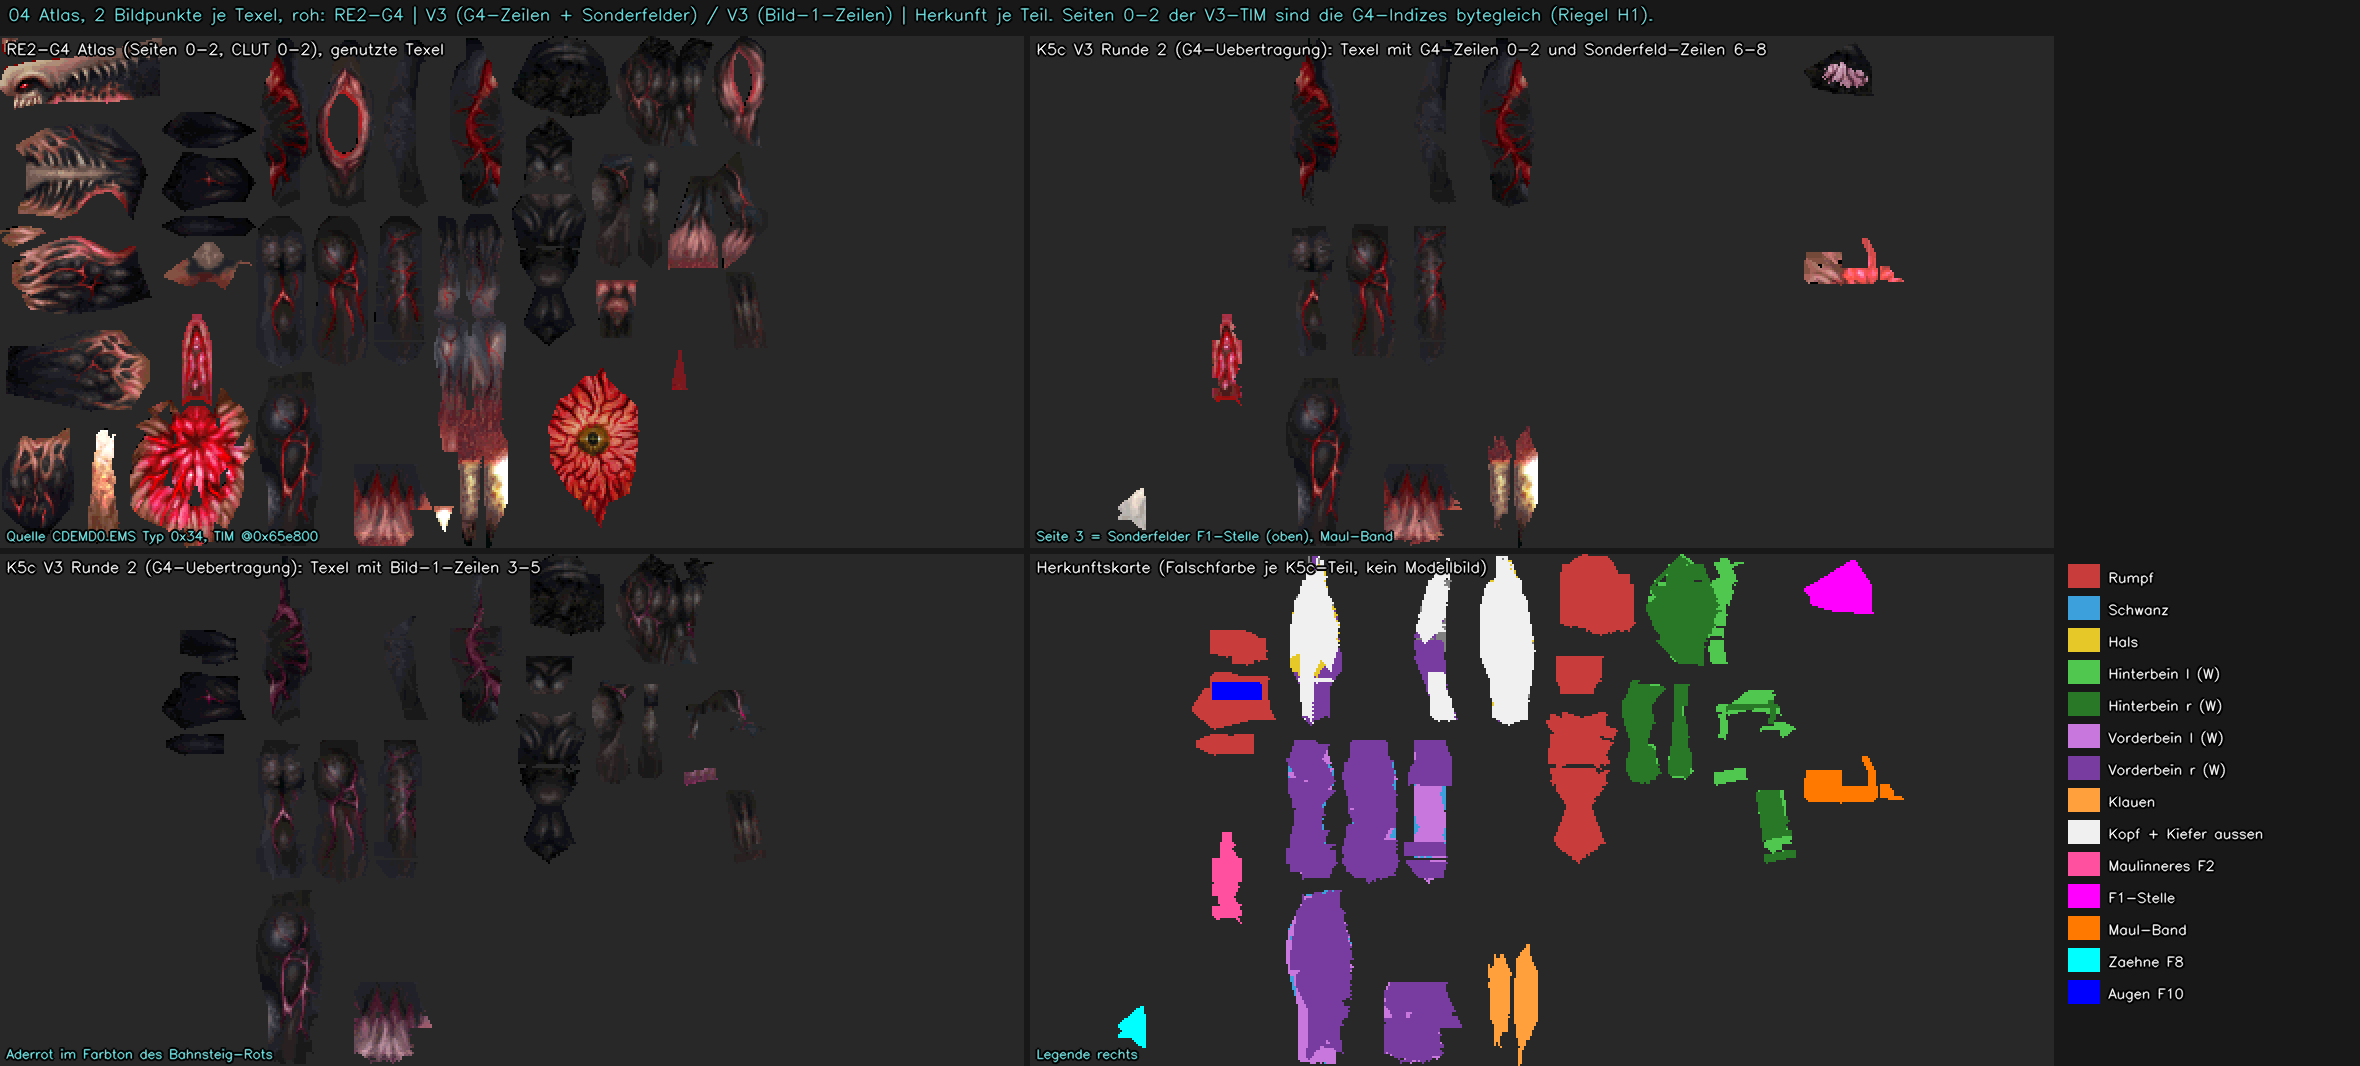 04 Atlas, 2 Bildpunkte je Texel, roh: RE2-G4 | V3 (G4-Zeilen + Sonderfelder) / V3 (Bild-1-Zeilen) | Herkunft je Teil. Seiten 0-2 der V3-TIM sind die G4-Indizes bytegleich (Riegel H1).
RE2-G4 Atlas (Seiten 0-2, CLUT 0-2), genutzte Texel
Quelle CDEMD0.EMS Typ 0x34, TIM @0x65e800
K5c V3 Runde 2 (G4-Uebertragung): Texel mit G4-Zeilen 0-2 und Sonderfeld-Zeilen 6-8
Seite 3 = Sonderfelder F1-Stelle (oben), Maul-Band
K5c V3 Runde 2 (G4-Uebertragung): Texel mit Bild-1-Zeilen 3-5
Aderrot im Farbton des Bahnsteig-Rots
Herkunftskarte (Falschfarbe je K5c-Teil, kein Modellbild)
Legende rechts
Rumpf
Schwanz
Hals
Hinterbein l (W)
Hinterbein r (W)
Vorderbein l (W)
Vorderbein r (W)
Klauen
Kopf + Kiefer aussen
Maulinneres F2
F1-Stelle
Maul-Band
Zaehne F8
Augen F10